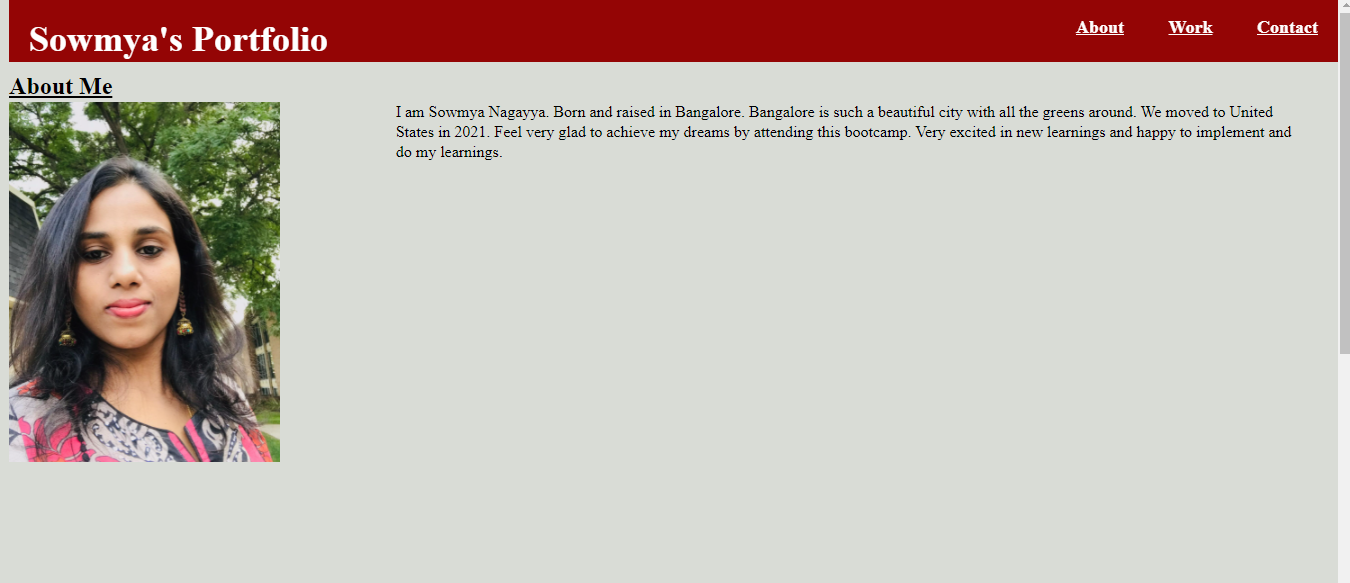 Sowmya's Portfolio
About Work Contact
About Me
I am Sowmya Nagayya. Born and raised in Bangalore. Bangalore is such a beautiful city with all the greens around. We moved to United
States in 2021. Feel very glad to achieve my dreams by attending this bootcamp. Very excited in new learnings and happy to implement and
do my learnings.